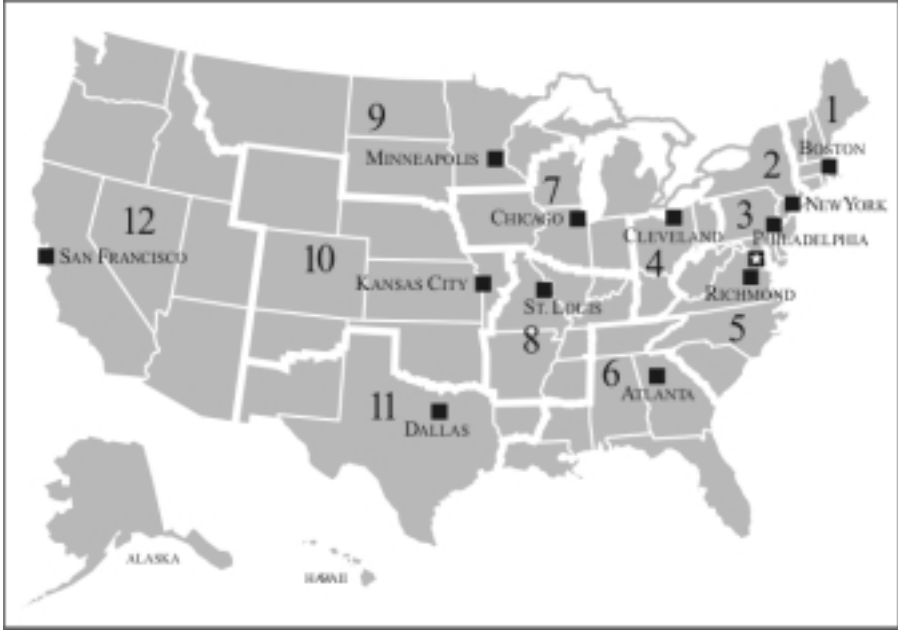 1
9
BOSTON
MINNEAPOLIS
2
7
NEW YORK
CHICAGO
3
12
CLEVELAND
PHILADELPHIA
SAN FRANCISCO
10
4
KANSAS CITY
RICHMOND
ST. LOUIS
5
8
6
ATLANTA
11
DALLAS
ALASKA
HAWAII